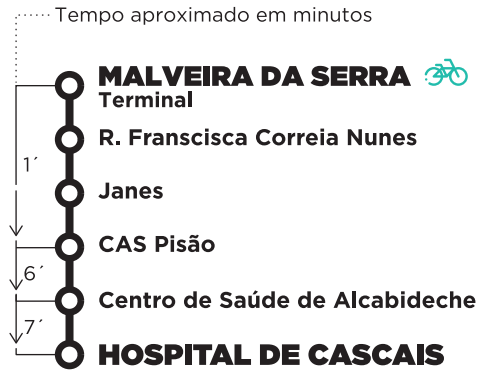 Tempo aproximado em minutos
MALVEIRA DA SERRA
Terminal
R. Franscisca Correia Nunes
1´
Janes
CAS Pisão
6´
Centro de Saúde de Alcabideche
7´
HOSPITAL DE CASCAIS